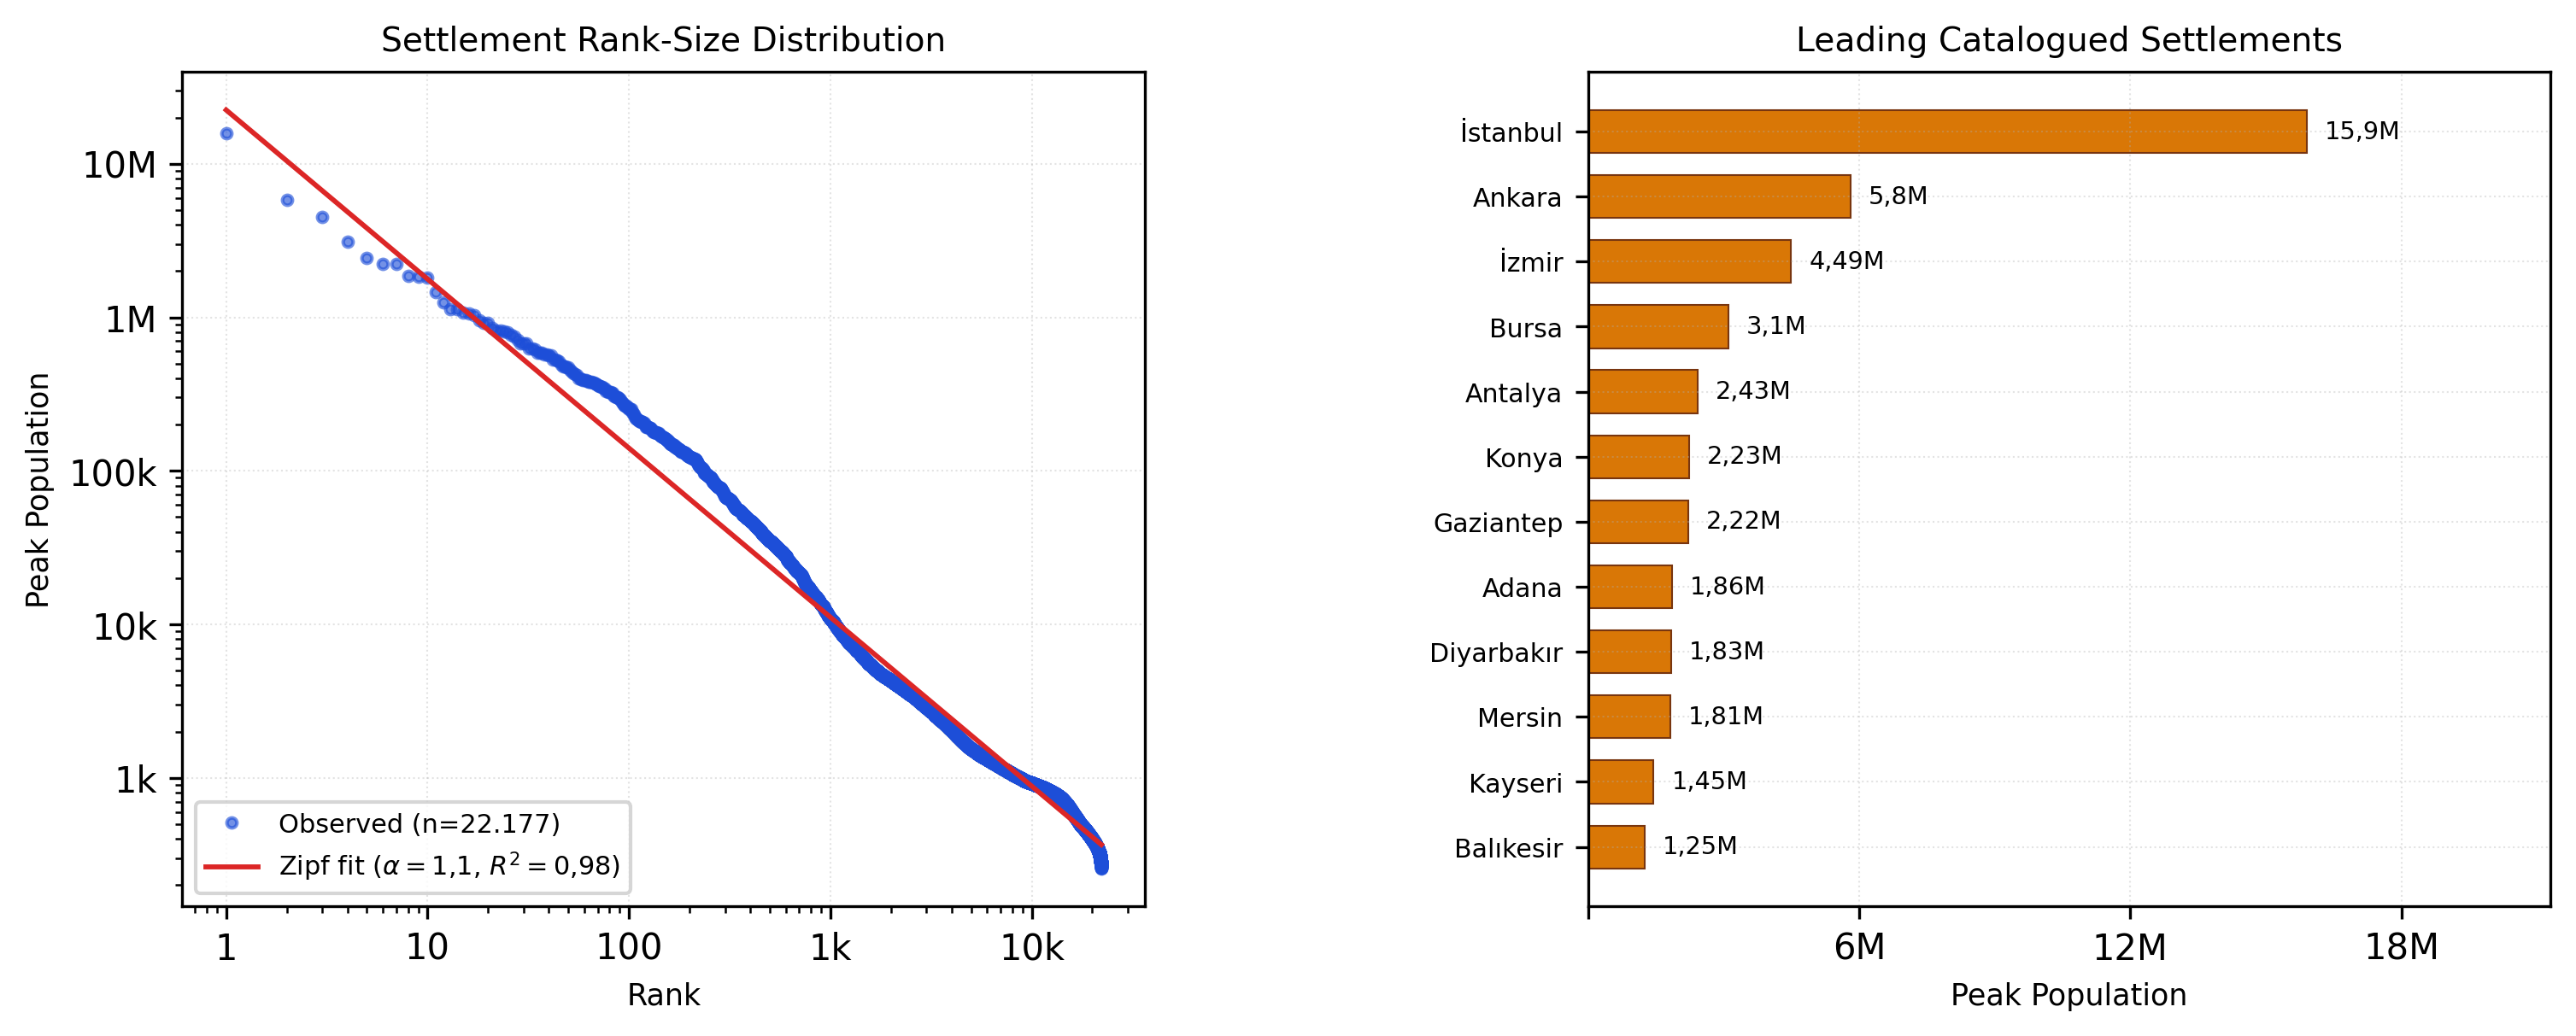 Settlement Rank-Size Distribution
Peak Population
10M
1M
100k
10k
1k
Observed (n=22.177)
Zipf fit (α = 1,1, R² = 0,98)
1
10
100
1k
10k
Rank
Leading Catalogued Settlements
İstanbul
15,9M
Ankara
5,8M
İzmir
4,49M
Bursa
3,1M
Antalya
2,43M
Konya
2,23M
Gaziantep
2,22M
Adana
1,86M
Diyarbakır
1,83M
Mersin
1,81M
Kayseri
1,45M
Balıkesir
1,25M
6M
12M
18M
Peak Population